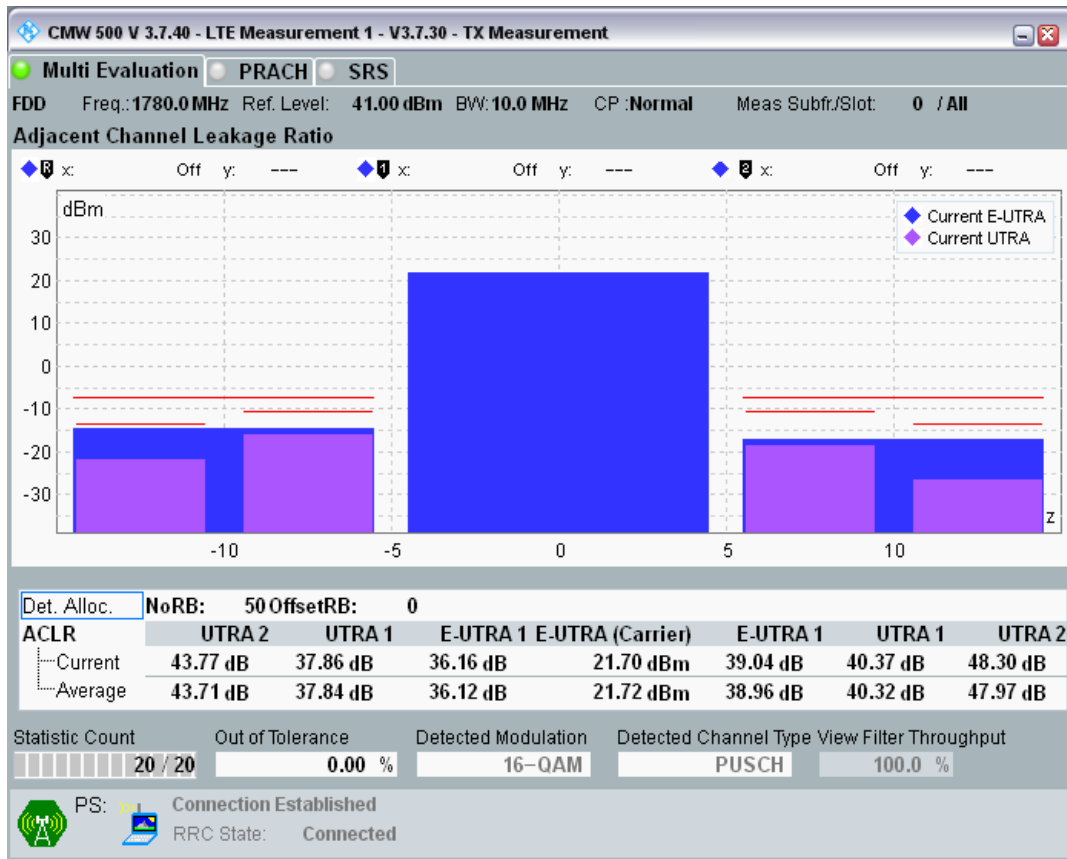 CMW 500 V 3.7.40 - LTE Measurement 1 - V3.7.30 - TX Measurement
Multi Evaluation PRACH SRS
FDD Freq.: 1780.0 MHz Ref. Level: 41.00 dBm BW: 10.0 MHz CP : Normal Meas Subfr./Slot: 0 / All
Adjacent Channel Leakage Ratio
R x: Off y: --- 1 x: Off y: --- 2 x: Off y: ---
dBm
Current E-UTRA
Current UTRA
30
20
10
0
-10
-20
-30
z
-10 -5 0 5 10
Det. Alloc. NoRB: 50 OffsetRB: 0
ACLR UTRA 2 UTRA 1 E-UTRA 1 E-UTRA (Carrier) E-UTRA 1 UTRA 1 UTRA 2
Current 43.77 dB 37.86 dB 36.16 dB 21.70 dBm 39.04 dB 40.37 dB 48.30 dB
Average 43.71 dB 37.84 dB 36.12 dB 21.72 dBm 38.96 dB 40.32 dB 47.97 dB
Statistic Count Out of Tolerance Detected Modulation Detected Channel Type View Filter Throughput
20 / 20 0.00 % 16-QAM PUSCH 100.0 %
PS: Connection Established
RRC State: Connected